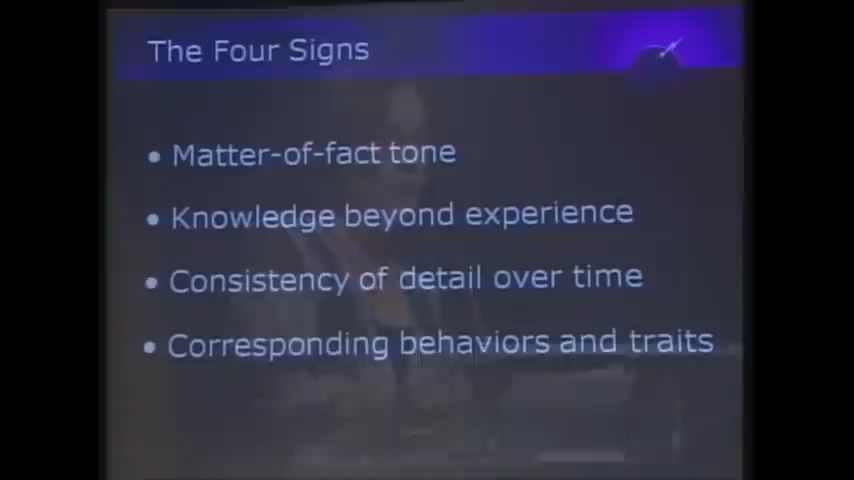 The Four Signs
• Matter-of-fact tone
• Knowledge beyond experience
• Consistency of detail over time
• Corresponding behaviors and traits